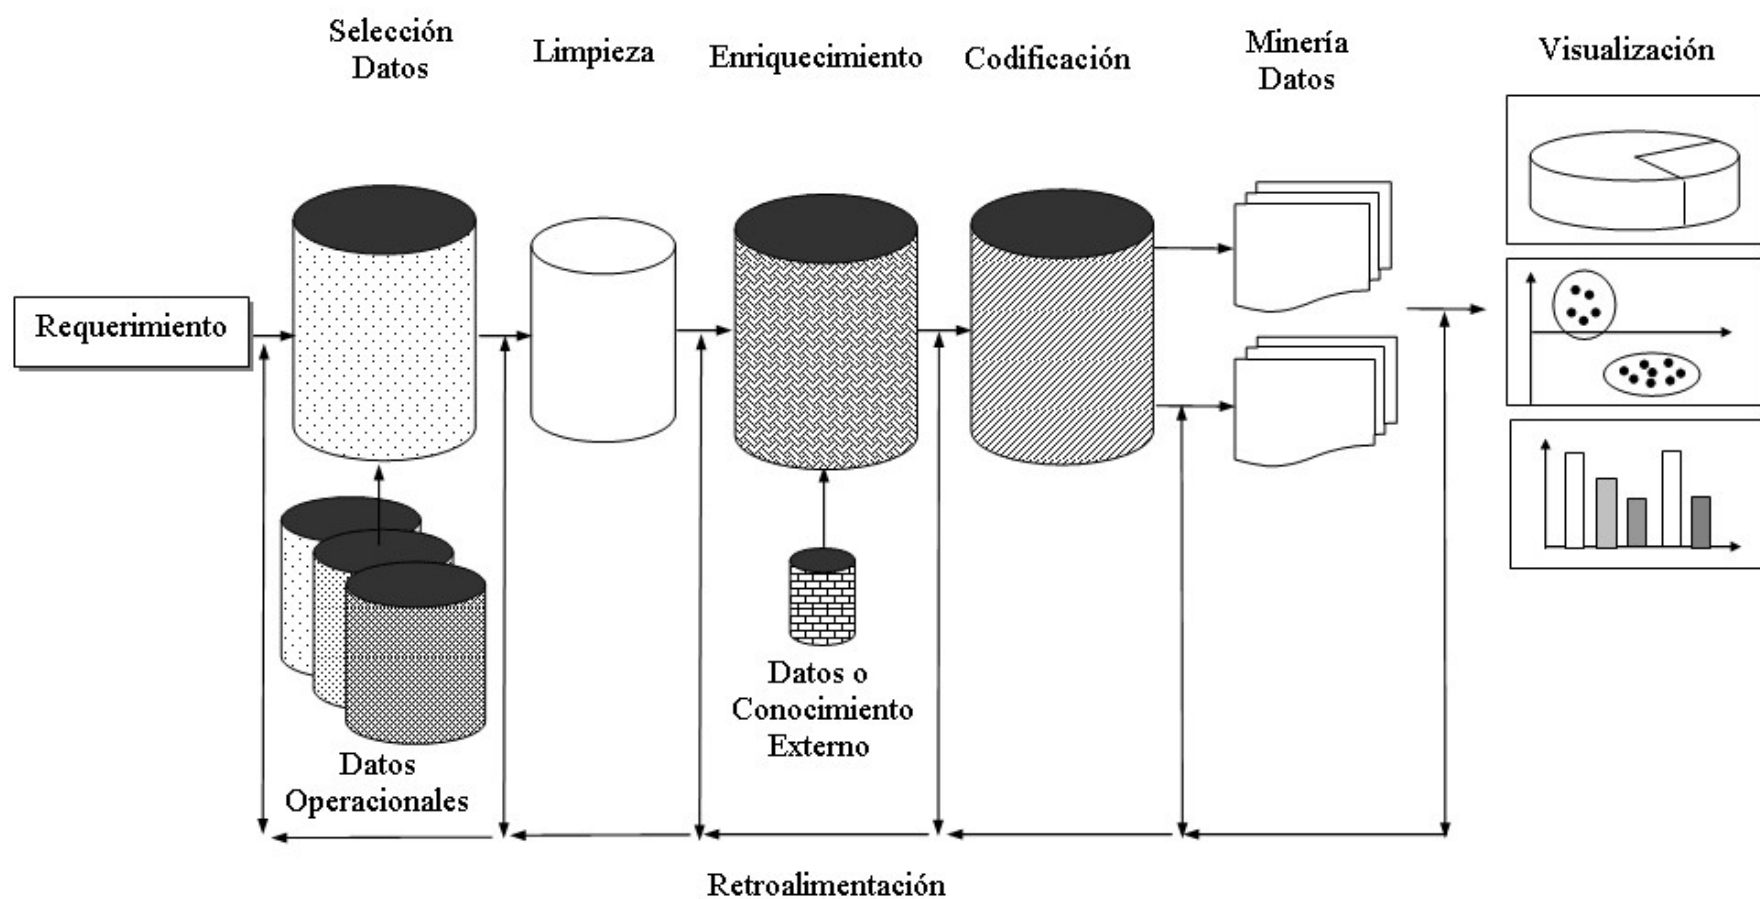 Selección
Datos
Limpieza
Enriquecimiento
Codificación
Minería
Datos
Visualización
Requerimiento
Datos
Operacionales
Datos o
Conocimiento
Externo
Retroalimentación